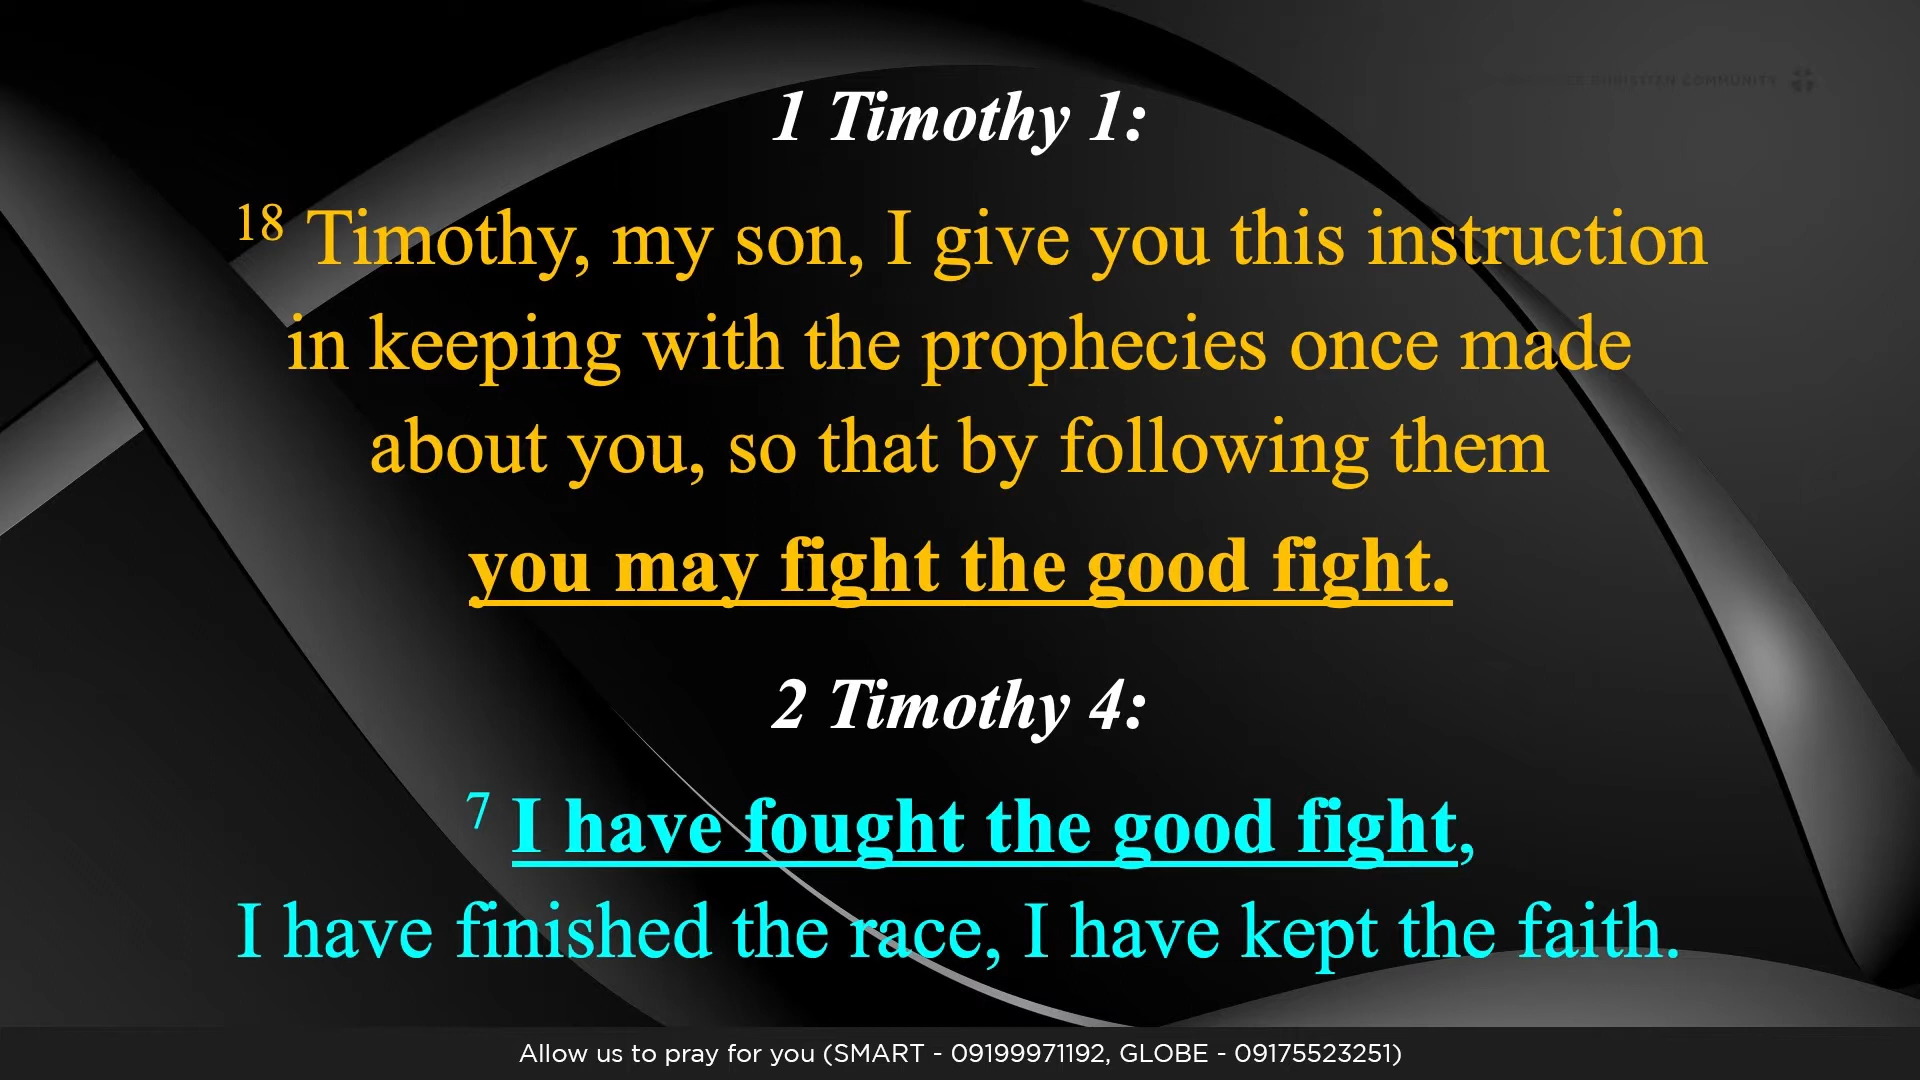 CHRISTIAN COMMUNITY
1 Timothy 1:
18 Timothy, my son, I give you this instruction
in keeping with the prophecies once made
about you, so that by following them
you may fight the good fight.
2 Timothy 4:
7 I have fought the good fight,
I have finished the race, I have kept the faith.
Allow us to pray for you (SMART - 09199971192, GLOBE - 09175523251)